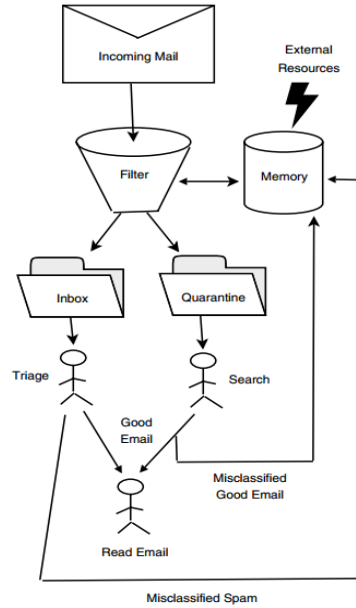 Incoming Mail
External
Resources
Filter
Memory
Inbox
Quarantine
Triage
Search
Good
Email
Misclassified
Good Email
Read Email
Misclassified Spam